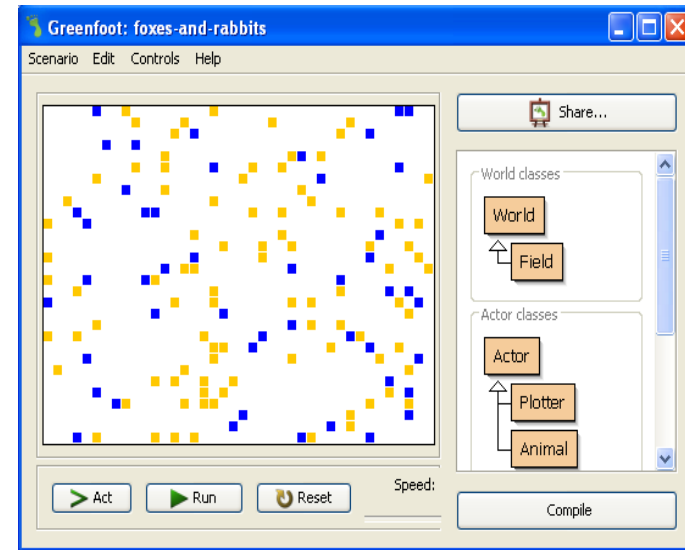 Greenfoot: foxes-and-rabbits
Scenario Edit Controls Help
Share...
World classes
World
Field
Actor classes
Actor
Plotter
Animal
Act Run Reset Speed:
Compile